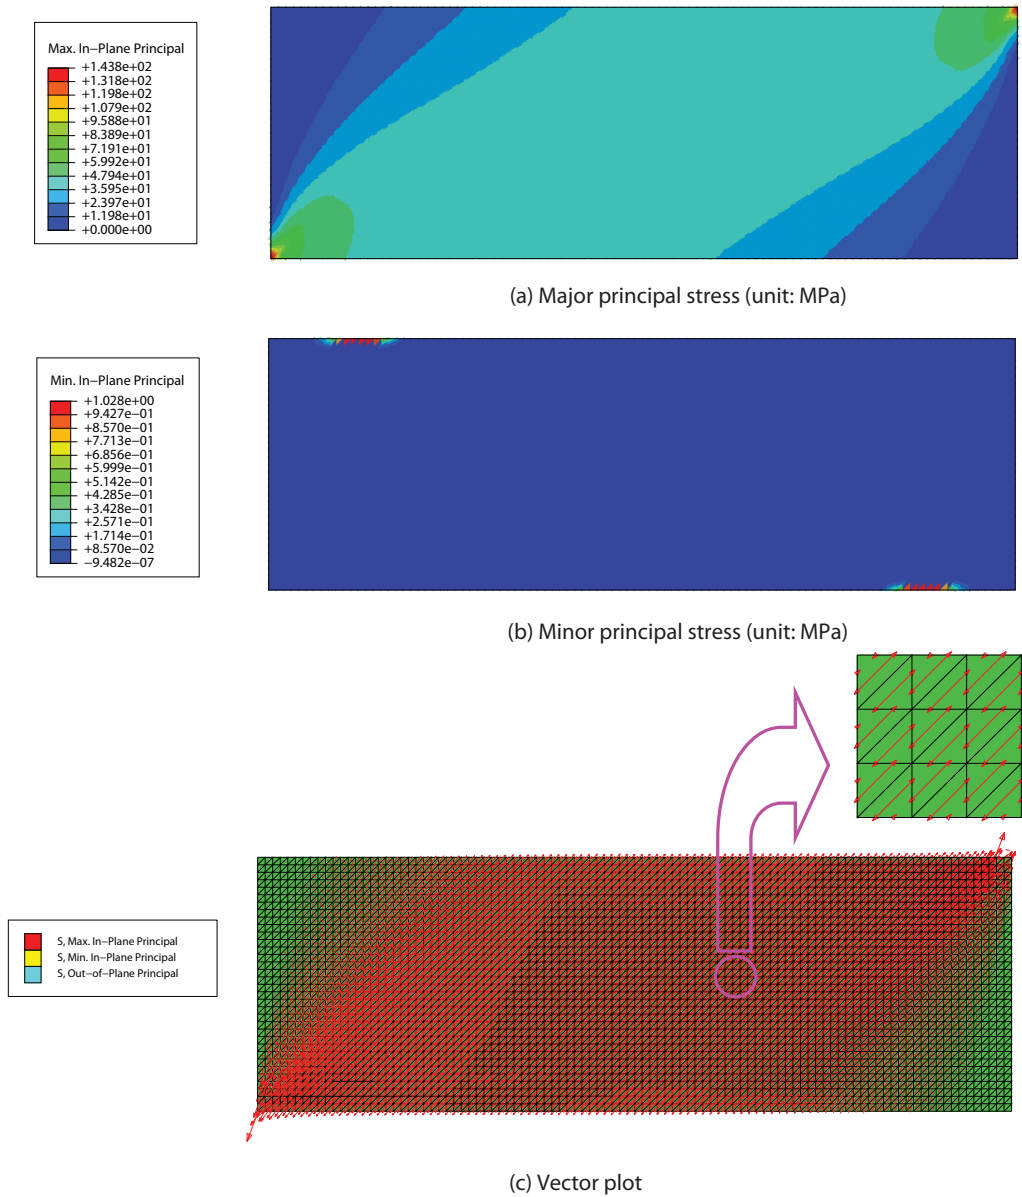 Max. In−Plane Principal
+1.438e+02
+1.318e+02
+1.198e+02
+1.079e+02
+9.588e+01
+8.389e+01
+7.191e+01
+5.992e+01
+4.794e+01
+3.595e+01
+2.397e+01
+1.198e+01
+0.000e+00
(a) Major principal stress (unit: MPa)
Min. In−Plane Principal
+1.028e+00
+9.427e−01
+8.570e−01
+7.713e−01
+6.856e−01
+5.999e−01
+5.142e−01
+4.285e−01
+3.428e−01
+2.571e−01
+1.714e−01
+8.570e−02
−9.482e−07
(b) Minor principal stress (unit: MPa)
S, Max. In−Plane Principal
S, Min. In−Plane Principal
S, Out−of−Plane Principal
(c) Vector plot